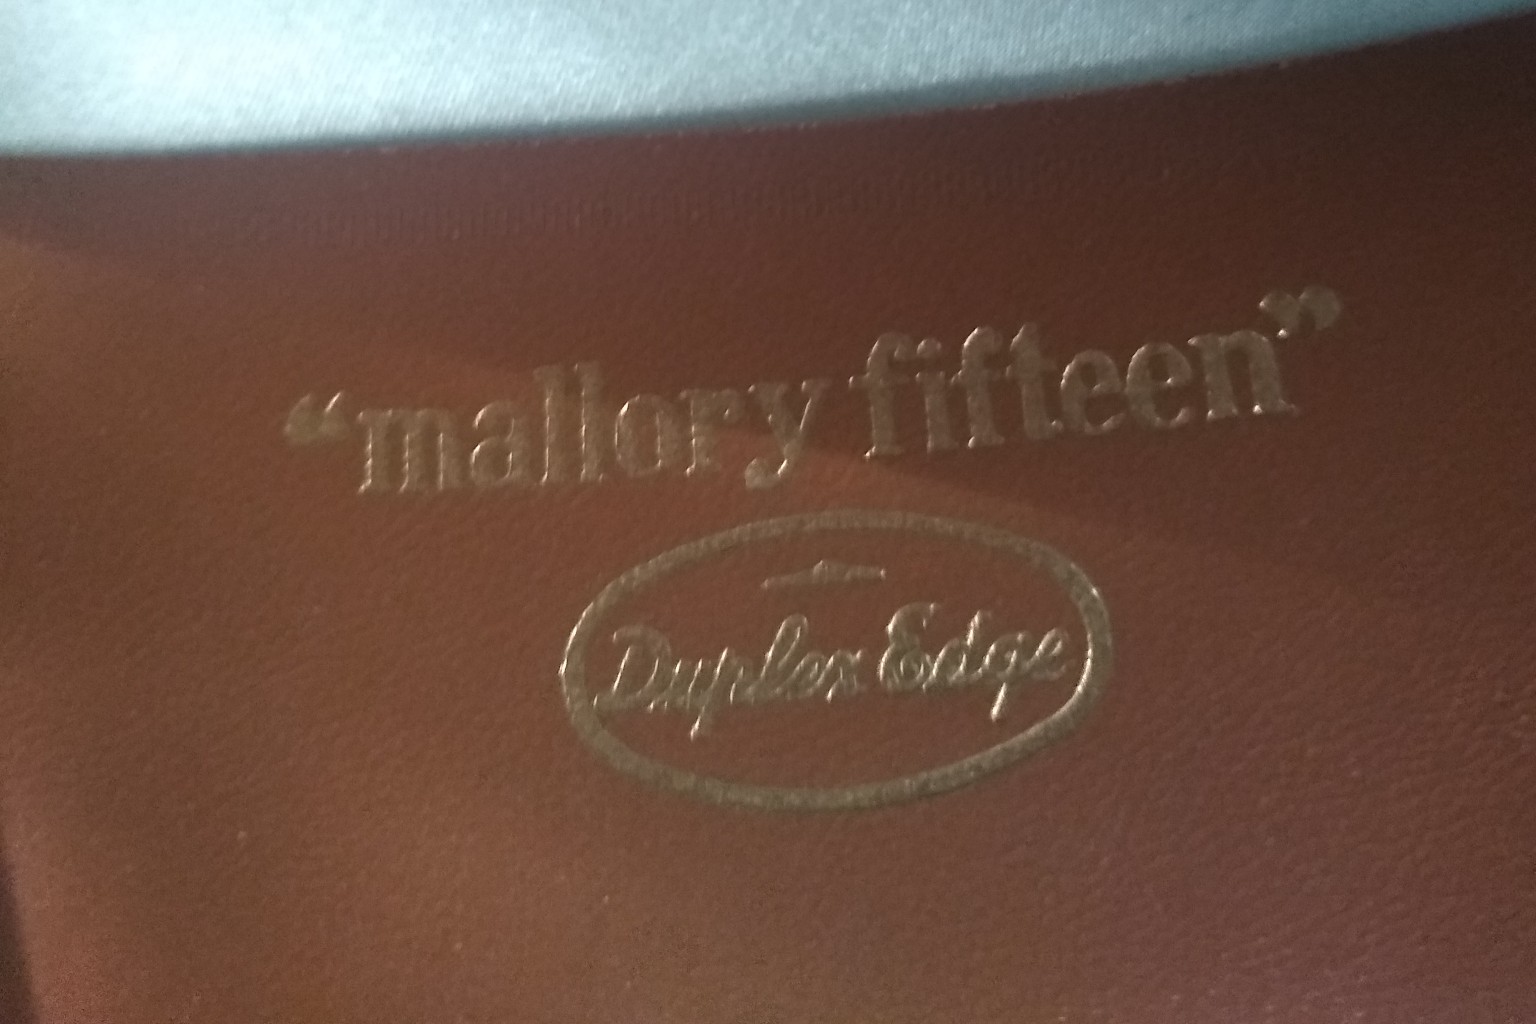 “mallory fifteen”
Duplex Edge